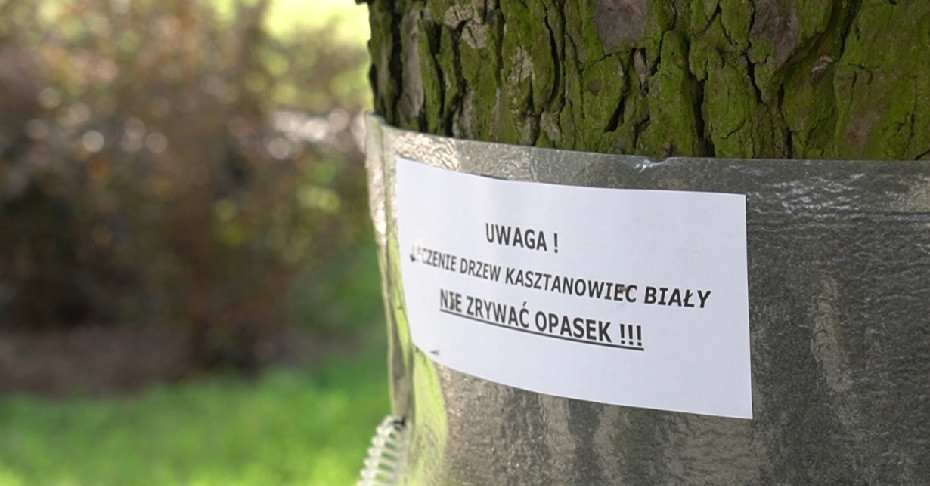 UWAGA !
LECZENIE DRZEW KASZTANOWIEC BIAŁY
NIE ZRYWAĆ OPASEK !!!